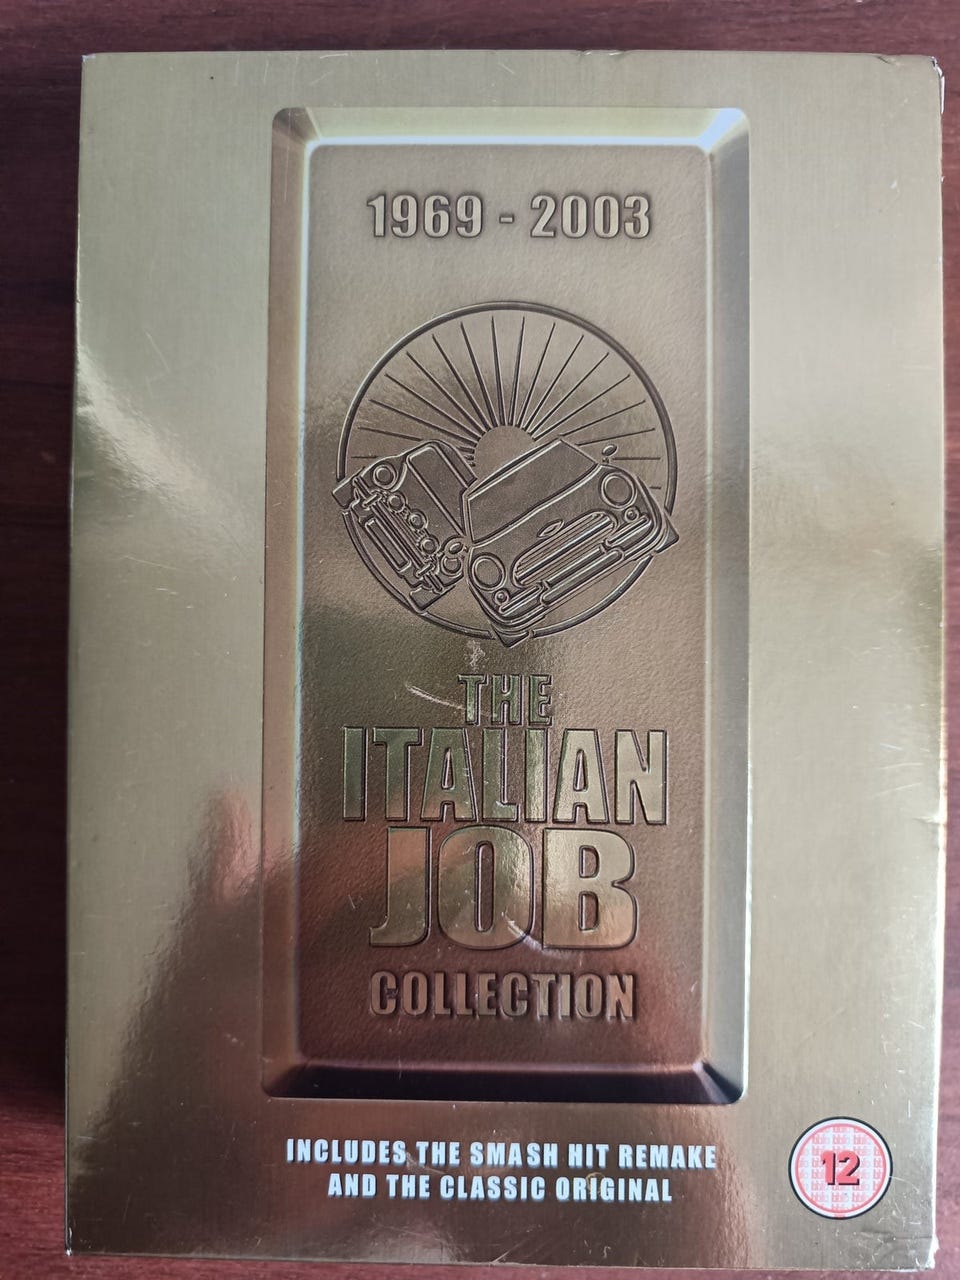 1969 - 2003
THE
ITALIAN
JOB
COLLECTION
INCLUDES THE SMASH HIT REMAKE
AND THE CLASSIC ORIGINAL
12